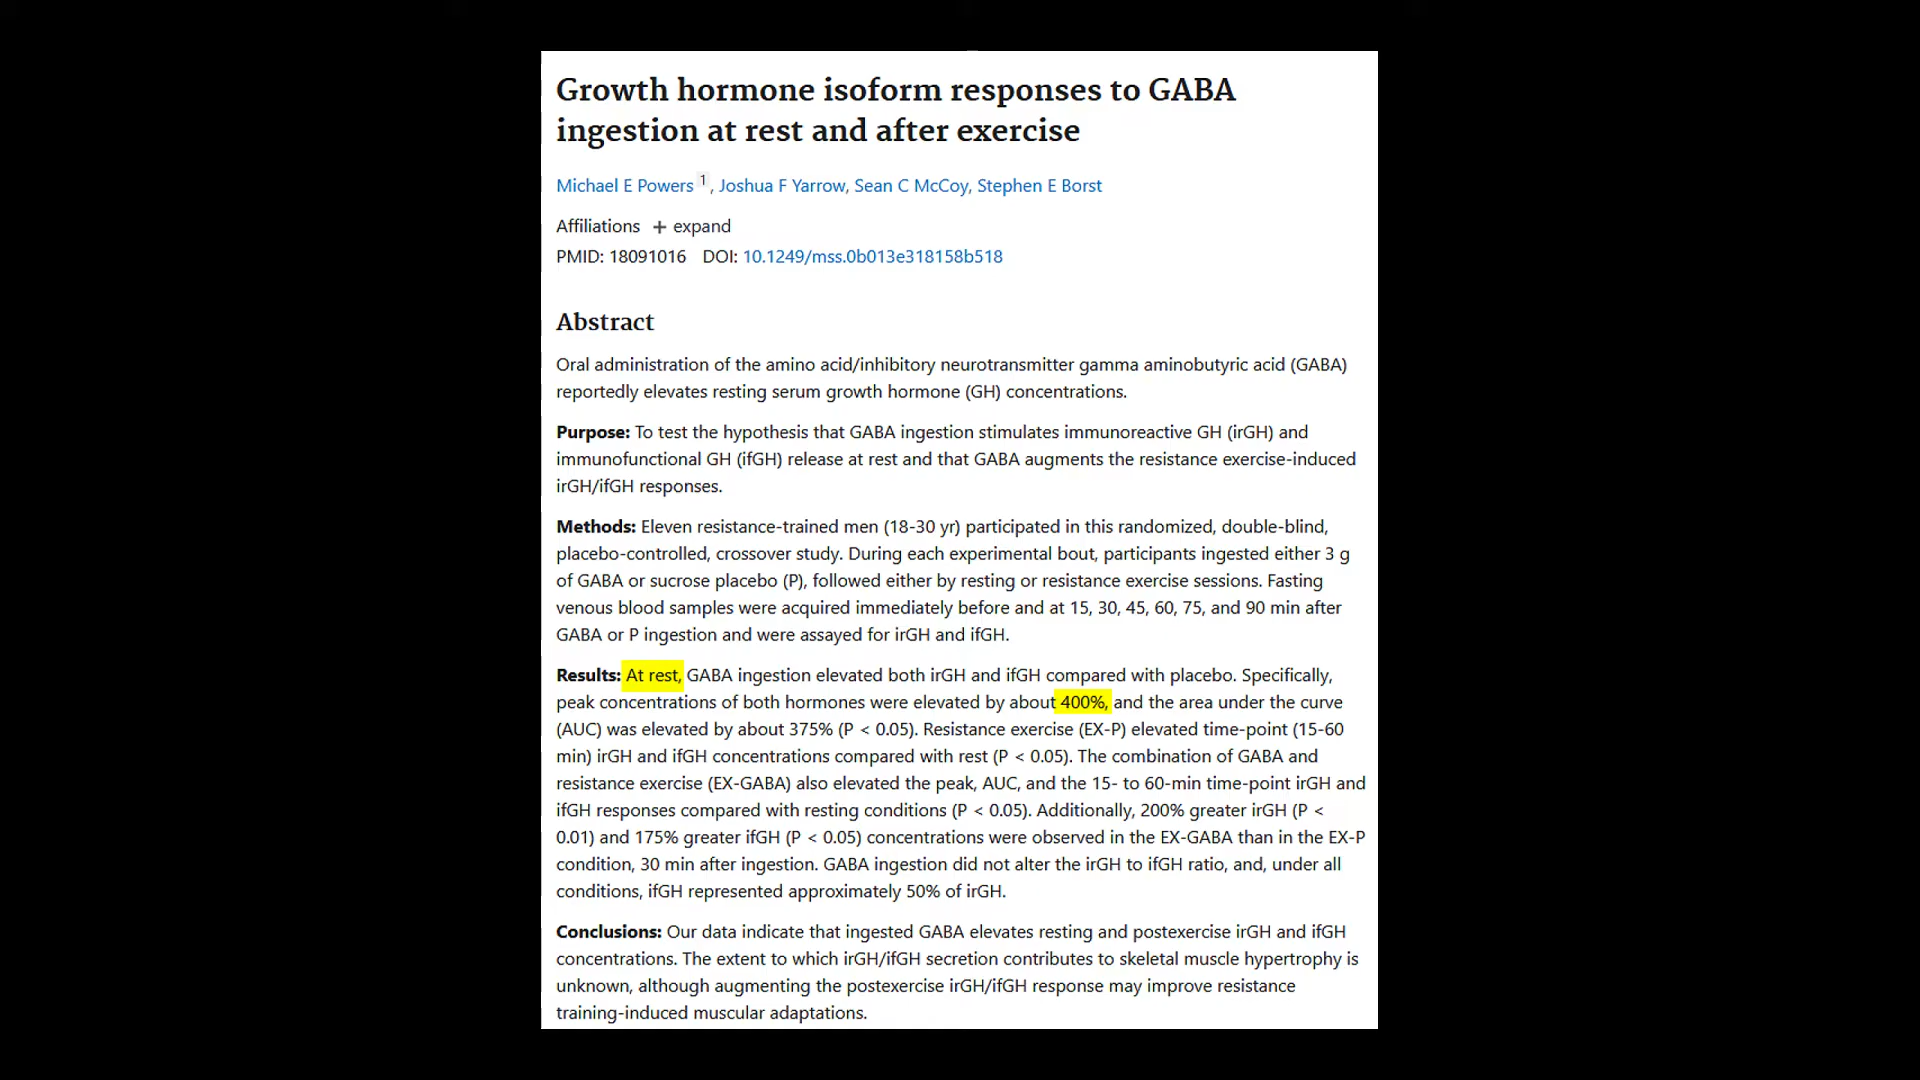 Growth hormone isoform responses to GABA
ingestion at rest and after exercise
Michael E Powers 1, Joshua F Yarrow, Sean C McCoy, Stephen E Borst
Affiliations + expand
PMID: 18091016 DOI: 10.1249/mss.0b013e318158b518
Abstract
Oral administration of the amino acid/inhibitory neurotransmitter gamma aminobutyric acid (GABA)
reportedly elevates resting serum growth hormone (GH) concentrations.
Purpose: To test the hypothesis that GABA ingestion stimulates immunoreactive GH (irGH) and
immunofunctional GH (ifGH) release at rest and that GABA augments the resistance exercise-induced
irGH/ifGH responses.
Methods: Eleven resistance-trained men (18-30 yr) participated in this randomized, double-blind,
placebo-controlled, crossover study. During each experimental bout, participants ingested either 3 g
of GABA or sucrose placebo (P), followed either by resting or resistance exercise sessions. Fasting
venous blood samples were acquired immediately before and at 15, 30, 45, 60, 75, and 90 min after
GABA or P ingestion and were assayed for irGH and ifGH.
Results: At rest, GABA ingestion elevated both irGH and ifGH compared with placebo. Specifically,
peak concentrations of both hormones were elevated by about 400%, and the area under the curve
(AUC) was elevated by about 375% (P < 0.05). Resistance exercise (EX-P) elevated time-point (15-60
min) irGH and ifGH concentrations compared with rest (P < 0.05). The combination of GABA and
resistance exercise (EX-GABA) also elevated the peak, AUC, and the 15- to 60-min time-point irGH and
ifGH responses compared with resting conditions (P < 0.05). Additionally, 200% greater irGH (P <
0.01) and 175% greater ifGH (P < 0.05) concentrations were observed in the EX-GABA than in the EX-P
condition, 30 min after ingestion. GABA ingestion did not alter the irGH to ifGH ratio, and, under all
conditions, ifGH represented approximately 50% of irGH.
Conclusions: Our data indicate that ingested GABA elevates resting and postexercise irGH and ifGH
concentrations. The extent to which irGH/ifGH secretion contributes to skeletal muscle hypertrophy is
unknown, although augmenting the postexercise irGH/ifGH response may improve resistance
training-induced muscular adaptations.